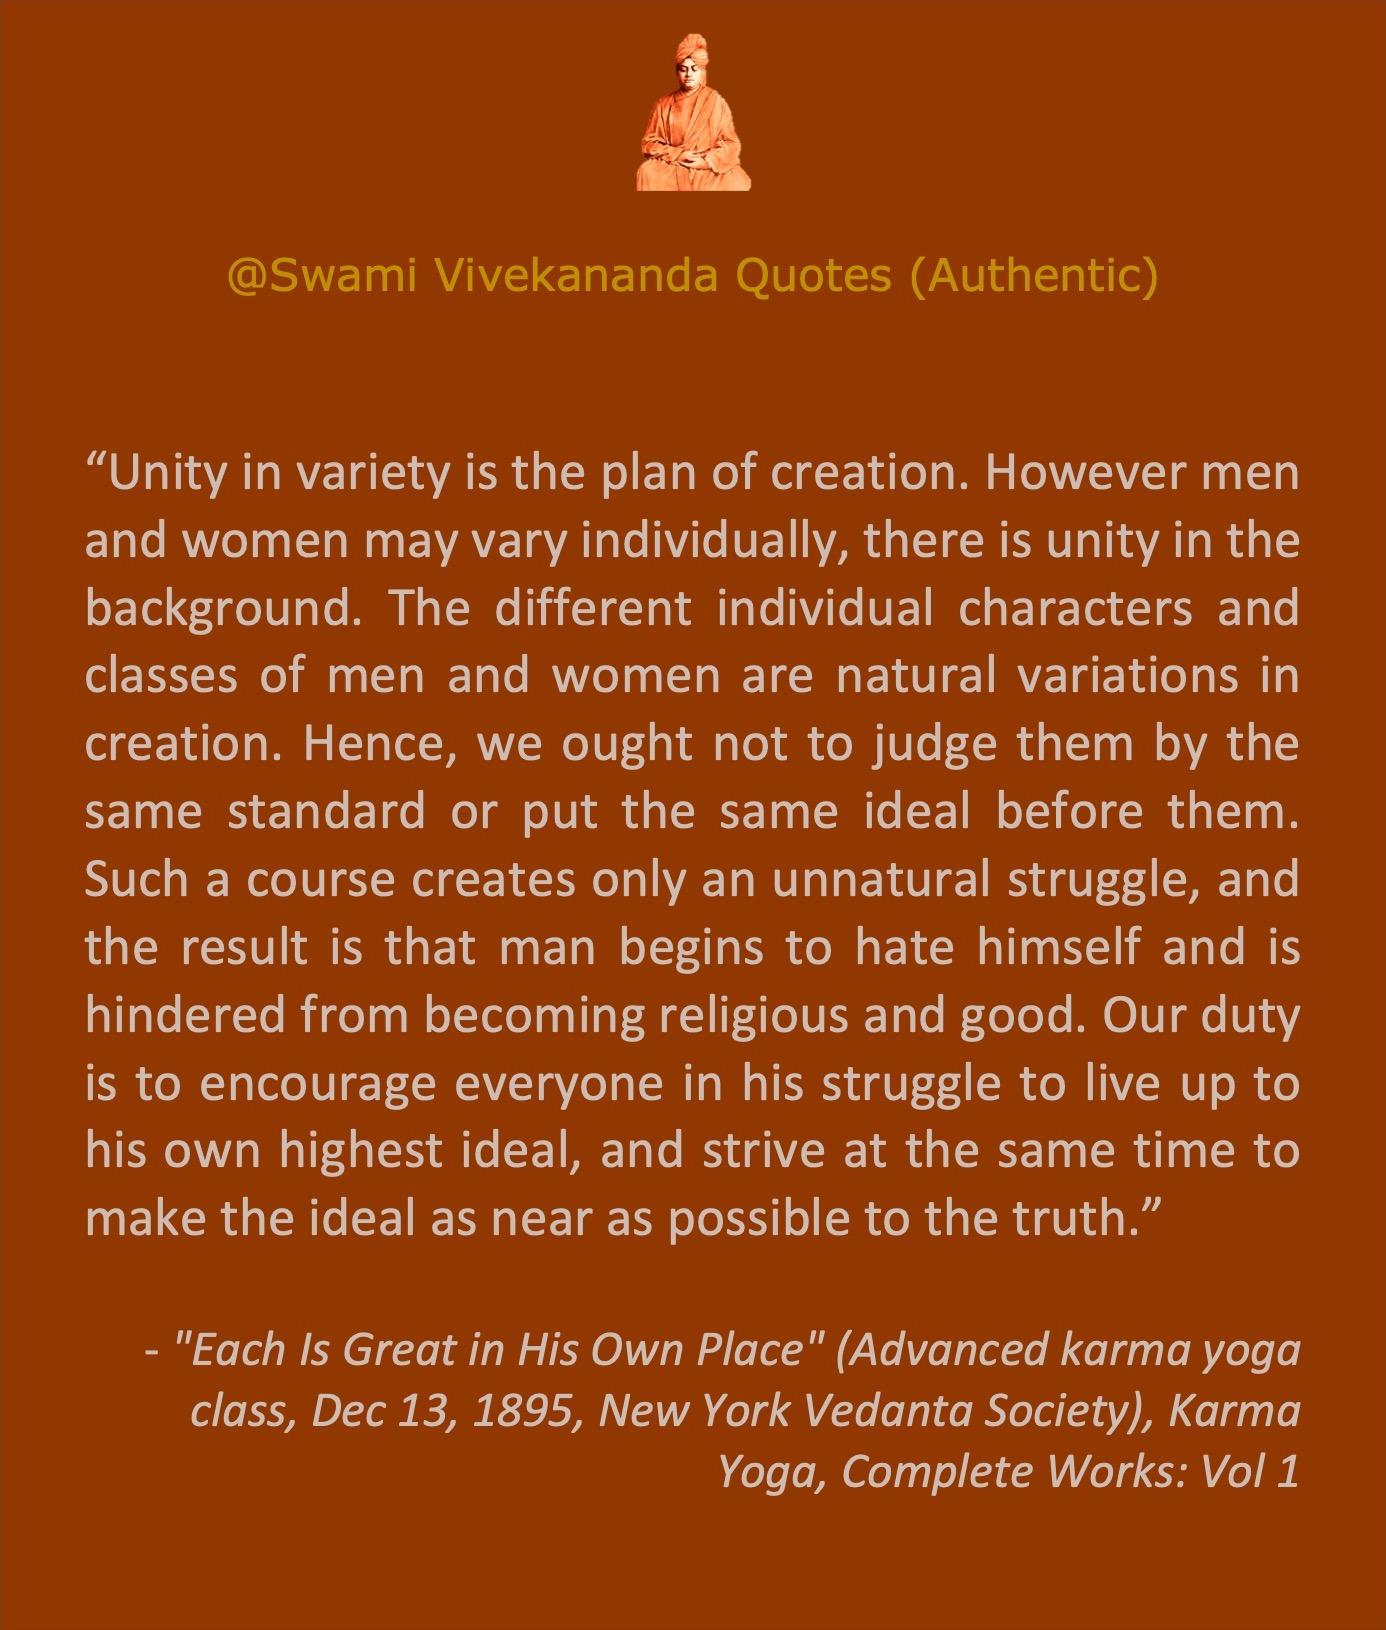 @Swami Vivekananda Quotes (Authentic)
“Unity in variety is the plan of creation. However men
and women may vary individually, there is unity in the
background. The different individual characters and
classes of men and women are natural variations in
creation. Hence, we ought not to judge them by the
same standard or put the same ideal before them.
Such a course creates only an unnatural struggle, and
the result is that man begins to hate himself and is
hindered from becoming religious and good. Our duty
is to encourage everyone in his struggle to live up to
his own highest ideal, and strive at the same time to
make the ideal as near as possible to the truth.”
- "Each Is Great in His Own Place" (Advanced karma yoga
class, Dec 13, 1895, New York Vedanta Society), Karma
Yoga, Complete Works: Vol 1